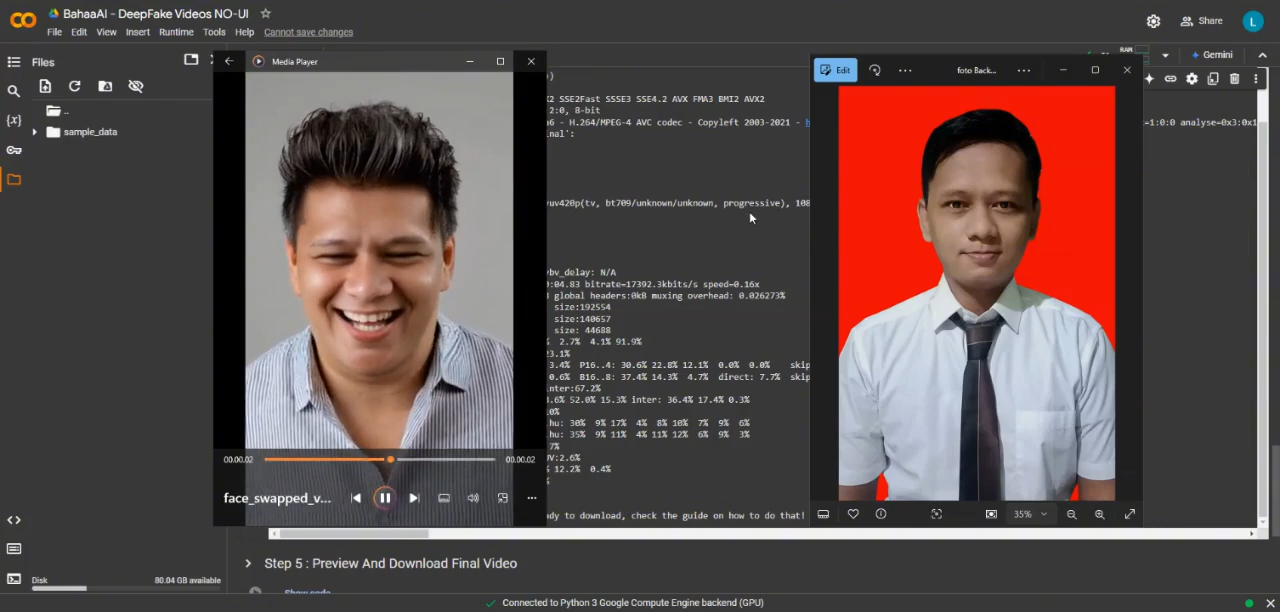 BahaaAI - DeepFake Videos NO-UI
File Edit View Insert Runtime Tools Help Cannot save changes
Share
L
Files
RAM
Gemini
..
sample_data
Media Player
Edit
foto Back...
)
X2 SSE2Fast SSSE3 SSE4.2 AVX FMA3 BMI2 AVX2
2:0, 8-bit
- H.264/MPEG-4 AVC codec - Copyleft 2003-2021 -
=1:0:0 analyse=0x3:0x1
inal':
yuv420p(tv, bt709/unknown/unknown, progressive), 108
vbv_delay: N/A
0:04.83 bitrate=17392.3kbits/s speed=0.16x
global headers:0kB muxing overhead: 0.026273%
size:192554
size:140657
size: 44688
2.7% 4.1% 91.9%
23.1%
3.4% P16..4: 30.6% 22.8% 12.1% 0.0% 0.0% skip
0.6% B16..8: 37.4% 14.3% 4.7% direct: 7.7% skip
inter:67.2%
52.0% 15.3% inter: 36.4% 17.4% 0.3%
hu: 30% 9% 17% 4% 8% 10% 7% 9% 6%
hu: 35% 9% 11% 4% 11% 12% 6% 9% 3%
7%
V:2.6%
12.2% 0.4%
00.00.02
00.00.02
face_swapped_v...
ady to download, check the guide on how to do that!
35%
Step 5 : Preview And Download Final Video
Show code
Disk
80.04 GB available
Connected to Python 3 Google Compute Engine backend (GPU)